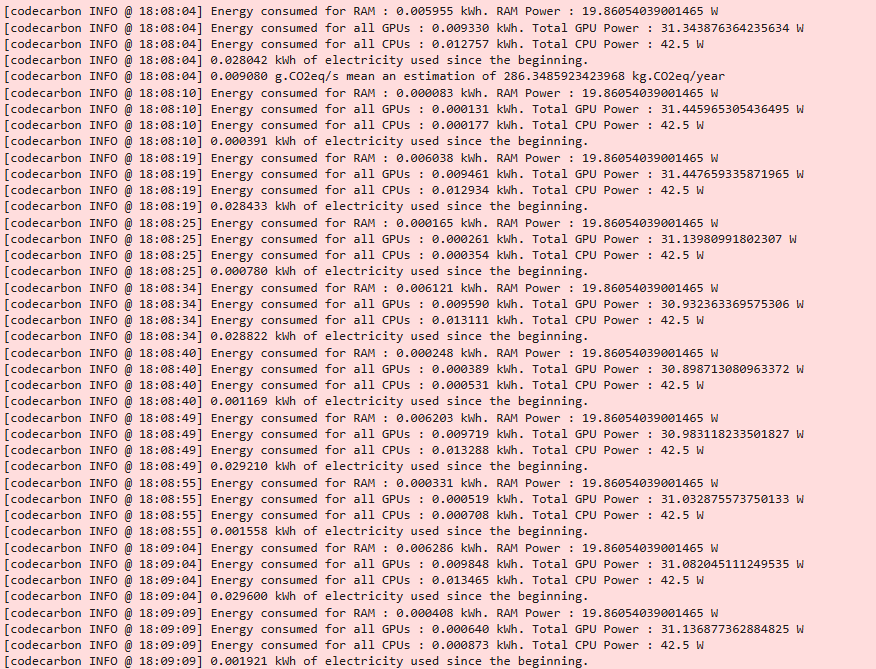 [codecarbon INFO @ 18:08:04] Energy consumed for RAM : 0.005955 kWh. RAM Power : 19.86054039001465 W
[codecarbon INFO @ 18:08:04] Energy consumed for all GPUs : 0.009330 kWh. Total GPU Power : 31.343876364235634 W
[codecarbon INFO @ 18:08:04] Energy consumed for all CPUs : 0.012757 kWh. Total CPU Power : 42.5 W
[codecarbon INFO @ 18:08:04] 0.028042 kWh of electricity used since the beginning.
[codecarbon INFO @ 18:08:04] 0.009080 g.CO2eq/s mean an estimation of 286.3485923423968 kg.CO2eq/year
[codecarbon INFO @ 18:08:10] Energy consumed for RAM : 0.000083 kWh. RAM Power : 19.86054039001465 W
[codecarbon INFO @ 18:08:10] Energy consumed for all GPUs : 0.000131 kWh. Total GPU Power : 31.445965305436495 W
[codecarbon INFO @ 18:08:10] Energy consumed for all CPUs : 0.000177 kWh. Total CPU Power : 42.5 W
[codecarbon INFO @ 18:08:10] 0.000391 kWh of electricity used since the beginning.
[codecarbon INFO @ 18:08:19] Energy consumed for RAM : 0.006038 kWh. RAM Power : 19.86054039001465 W
[codecarbon INFO @ 18:08:19] Energy consumed for all GPUs : 0.009461 kWh. Total GPU Power : 31.447659335871965 W
[codecarbon INFO @ 18:08:19] Energy consumed for all CPUs : 0.012934 kWh. Total CPU Power : 42.5 W
[codecarbon INFO @ 18:08:19] 0.028433 kWh of electricity used since the beginning.
[codecarbon INFO @ 18:08:25] Energy consumed for RAM : 0.000165 kWh. RAM Power : 19.86054039001465 W
[codecarbon INFO @ 18:08:25] Energy consumed for all GPUs : 0.000261 kWh. Total GPU Power : 31.13980991802307 W
[codecarbon INFO @ 18:08:25] Energy consumed for all CPUs : 0.000354 kWh. Total CPU Power : 42.5 W
[codecarbon INFO @ 18:08:25] 0.000780 kWh of electricity used since the beginning.
[codecarbon INFO @ 18:08:34] Energy consumed for RAM : 0.006121 kWh. RAM Power : 19.86054039001465 W
[codecarbon INFO @ 18:08:34] Energy consumed for all GPUs : 0.009590 kWh. Total GPU Power : 30.932363369575306 W
[codecarbon INFO @ 18:08:34] Energy consumed for all CPUs : 0.013111 kWh. Total CPU Power : 42.5 W
[codecarbon INFO @ 18:08:34] 0.028822 kWh of electricity used since the beginning.
[codecarbon INFO @ 18:08:40] Energy consumed for RAM : 0.000248 kWh. RAM Power : 19.86054039001465 W
[codecarbon INFO @ 18:08:40] Energy consumed for all GPUs : 0.000389 kWh. Total GPU Power : 30.898713080963372 W
[codecarbon INFO @ 18:08:40] Energy consumed for all CPUs : 0.000531 kWh. Total CPU Power : 42.5 W
[codecarbon INFO @ 18:08:40] 0.001169 kWh of electricity used since the beginning.
[codecarbon INFO @ 18:08:49] Energy consumed for RAM : 0.006203 kWh. RAM Power : 19.86054039001465 W
[codecarbon INFO @ 18:08:49] Energy consumed for all GPUs : 0.009719 kWh. Total GPU Power : 30.983118233501827 W
[codecarbon INFO @ 18:08:49] Energy consumed for all CPUs : 0.013288 kWh. Total CPU Power : 42.5 W
[codecarbon INFO @ 18:08:49] 0.029210 kWh of electricity used since the beginning.
[codecarbon INFO @ 18:08:55] Energy consumed for RAM : 0.000331 kWh. RAM Power : 19.86054039001465 W
[codecarbon INFO @ 18:08:55] Energy consumed for all GPUs : 0.000519 kWh. Total GPU Power : 31.032875573750133 W
[codecarbon INFO @ 18:08:55] Energy consumed for all CPUs : 0.000708 kWh. Total CPU Power : 42.5 W
[codecarbon INFO @ 18:08:55] 0.001558 kWh of electricity used since the beginning.
[codecarbon INFO @ 18:09:04] Energy consumed for RAM : 0.006286 kWh. RAM Power : 19.86054039001465 W
[codecarbon INFO @ 18:09:04] Energy consumed for all GPUs : 0.009848 kWh. Total GPU Power : 31.082045111249535 W
[codecarbon INFO @ 18:09:04] Energy consumed for all CPUs : 0.013465 kWh. Total CPU Power : 42.5 W
[codecarbon INFO @ 18:09:04] 0.029600 kWh of electricity used since the beginning.
[codecarbon INFO @ 18:09:09] Energy consumed for RAM : 0.000408 kWh. RAM Power : 19.86054039001465 W
[codecarbon INFO @ 18:09:09] Energy consumed for all GPUs : 0.000640 kWh. Total GPU Power : 31.136877362884825 W
[codecarbon INFO @ 18:09:09] Energy consumed for all CPUs : 0.000873 kWh. Total CPU Power : 42.5 W
[codecarbon INFO @ 18:09:09] 0.001921 kWh of electricity used since the beginning.